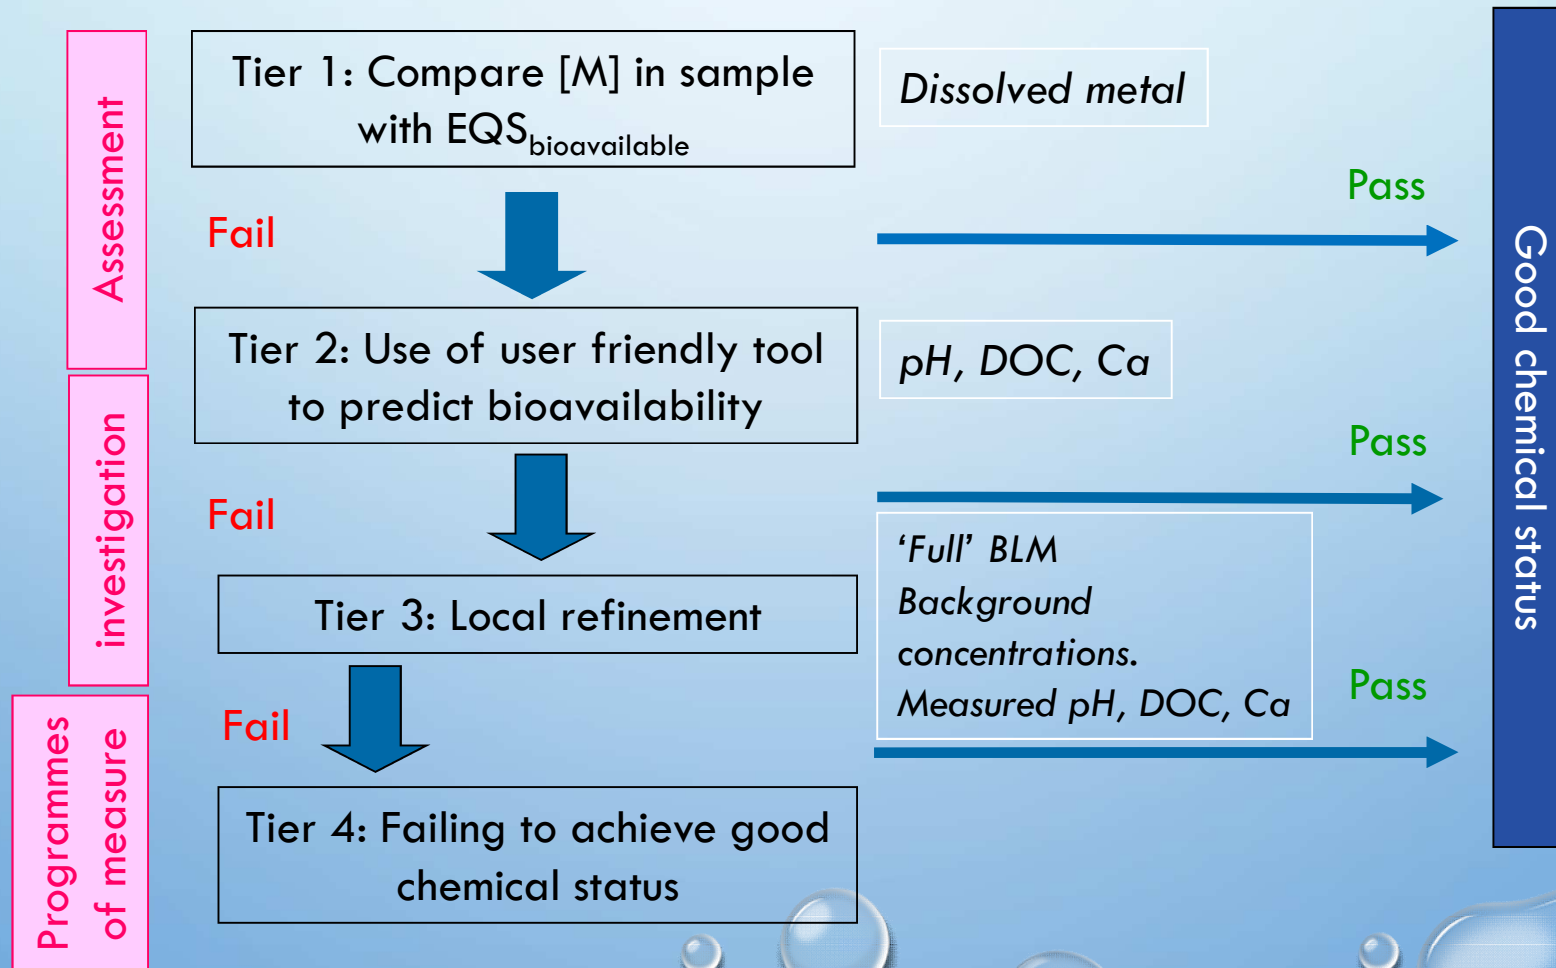 Assessment
Tier 1: Compare [M] in sample
with EQSbioavailable
Dissolved metal
Pass
Fail
Tier 2: Use of user friendly tool
to predict bioavailability
pH, DOC, Ca
investigation
Pass
Fail
Tier 3: Local refinement
‘Full’ BLM
Background
concentrations.
Measured pH, DOC, Ca
Pass
Fail
Programmes
of measure
Tier 4: Failing to achieve good
chemical status
Good chemical status